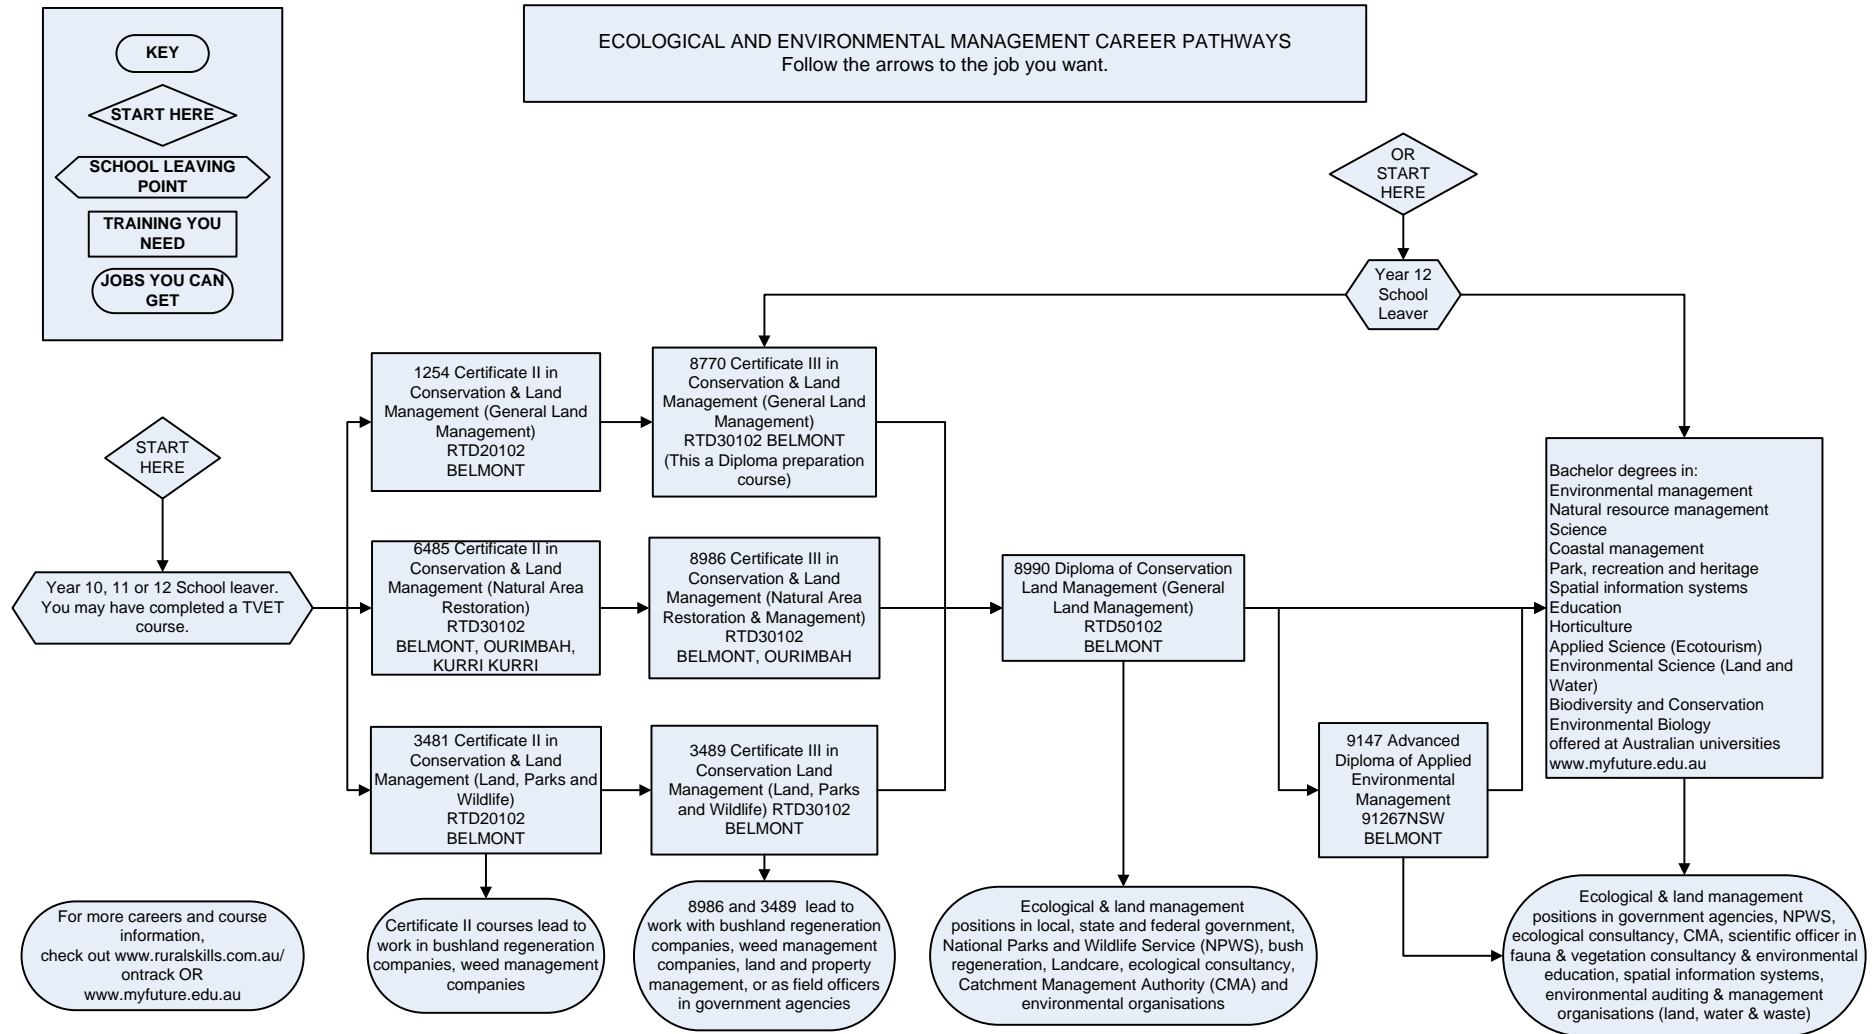 KEY
START HERE
SCHOOL LEAVING
POINT
TRAINING YOU
NEED
JOBS YOU CAN
GET
ECOLOGICAL AND ENVIRONMENTAL MANAGEMENT CAREER PATHWAYS
Follow the arrows to the job you want.
OR
START
HERE
Year 12
School
Leaver
START
HERE
Year 10, 11 or 12 School leaver.
You may have completed a TVET
course.
1254 Certificate II in
Conservation & Land
Management (General Land
Management)
RTD20102
BELMONT
8770 Certificate III in
Conservation & Land
Management (General Land
Management)
RTD30102 BELMONT
(This a Diploma preparation
course)
6485 Certificate II in
Conservation & Land
Management (Natural Area
Restoration)
RTD30102
BELMONT, OURIMBAH,
KURRI KURRI
8986 Certificate III in
Conservation & Land
Management (Natural Area
Restoration & Management)
RTD30102
BELMONT, OURIMBAH
3481 Certificate II in
Conservation & Land
Management (Land, Parks and
Wildlife)
RTD20102
BELMONT
3489 Certificate III in
Conservation Land
Management (Land, Parks
and Wildlife) RTD30102
BELMONT
8990 Diploma of Conservation
Land Management (General
Land Management)
RTD50102
BELMONT
9147 Advanced
Diploma of Applied
Environmental
Management
91267NSW
BELMONT
Bachelor degrees in:
Environmental management
Natural resource management
Science
Coastal management
Park, recreation and heritage
Spatial information systems
Education
Horticulture
Applied Science (Ecotourism)
Environmental Science (Land and
Water)
Biodiversity and Conservation
Environmental Biology
offered at Australian universities
www.myfuture.edu.au
For more careers and course
information,
check out www.ruralskills.com.au/
ontrack OR
www.myfuture.edu.au
Certificate II courses lead to
work in bushland regeneration
companies, weed management
companies
8986 and 3489 lead to
work with bushland regeneration
companies, weed management
companies, land and property
management, or as field officers
in government agencies
Ecological & land management
positions in local, state and federal government,
National Parks and Wildlife Service (NPWS), bush
regeneration, Landcare, ecological consultancy,
Catchment Management Authority (CMA) and
environmental organisations
Ecological & land management
positions in government agencies, NPWS,
ecological consultancy, CMA, scientific officer in
fauna & vegetation consultancy & environmental
education, spatial information systems,
environmental auditing & management
organisations (land, water & waste)